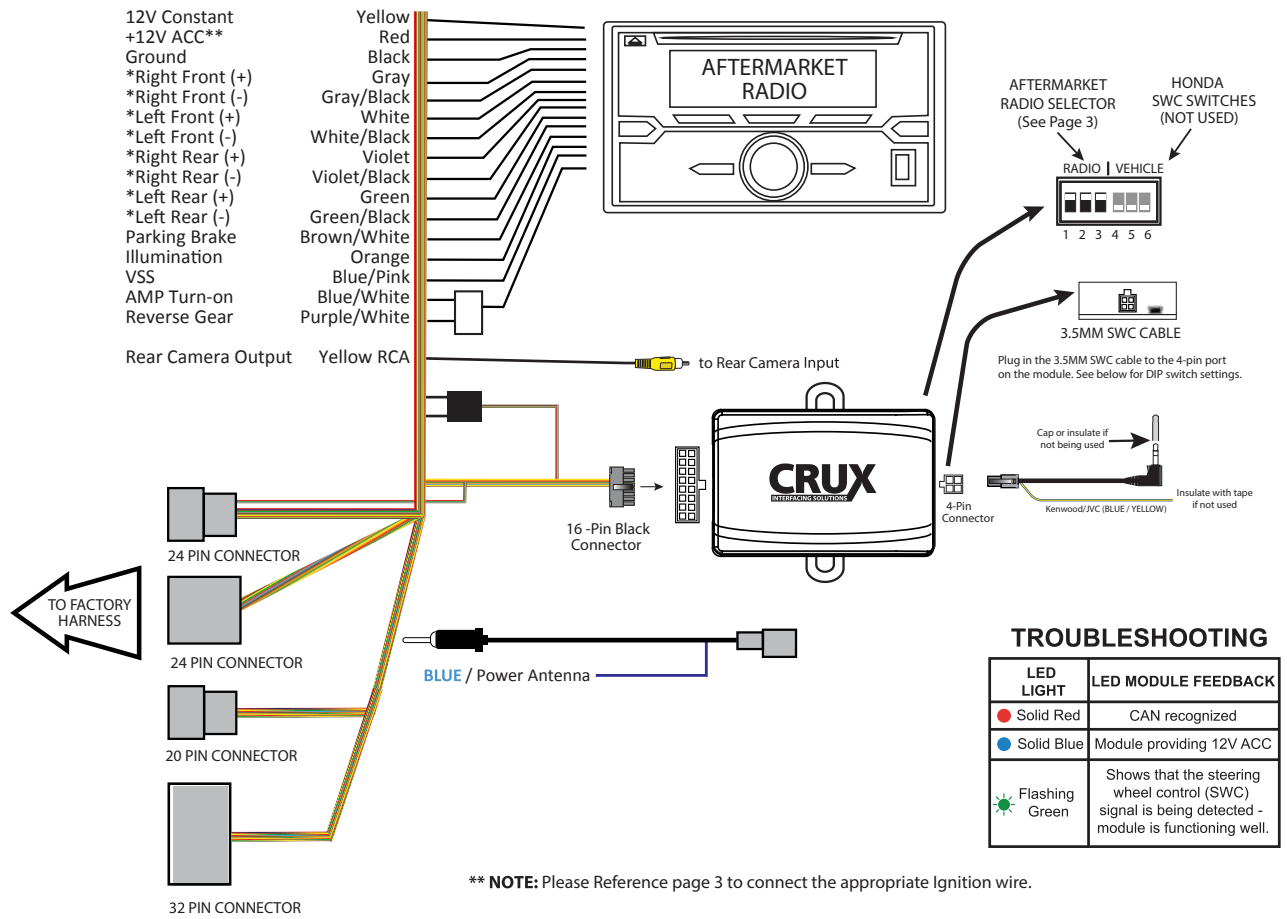 12V Constant Yellow
+12V ACC** Red
Ground Black
*Right Front (+) Gray
*Right Front (-) Gray/Black
*Left Front (+) White
*Left Front (-) White/Black
*Right Rear (+) Violet
*Right Rear (-) Violet/Black
*Left Rear (+) Green
*Left Rear (-) Green/Black
Parking Brake Brown/White
Illumination Orange
VSS Blue/Pink
AMP Turn-on Blue/White
Reverse Gear Purple/White
Rear Camera Output Yellow RCA
to Rear Camera Input
AFTERMARKET
RADIO
AFTERMARKET
RADIO SELECTOR
(See Page 3)
HONDA
SWC SWITCHES
(NOT USED)
RADIO | VEHICLE
1 2 3 4 5 6
3.5MM SWC CABLE
Plug in the 3.5MM SWC cable to the 4-pin port
on the module. See below for DIP switch settings.
Cap or insulate if
not being used
Insulate with tape
if not used
Kenwood/JVC (BLUE / YELLOW)
4-Pin
Connector
CRUX
INTERFACING SOLUTIONS
16 -Pin Black
Connector
24 PIN CONNECTOR
TO FACTORY
HARNESS
24 PIN CONNECTOR
BLUE / Power Antenna
20 PIN CONNECTOR
32 PIN CONNECTOR
TROUBLESHOOTING
LED
LIGHT
LED MODULE FEEDBACK
Solid Red CAN recognized
Solid Blue Module providing 12V ACC
Flashing
Green
Shows that the steering
wheel control (SWC)
signal is being detected -
module is functioning well.
** NOTE: Please Reference page 3 to connect the appropriate Ignition wire.